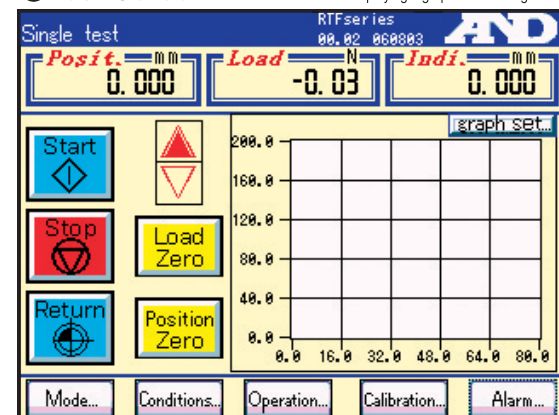 Single test
RTFseries
00.02 060803
AND
Posit. mm
0.000
Load N
-0.03
Indi. mm
0.000
graph set...
Start
Stop
Return
Load
Zero
Position
Zero
200.0
160.0
120.0
80.0
40.0
0.0
0.0 16.0 32.0 48.0 64.0 80.0
Mode... Conditions... Operation... Calibration... Alarm...